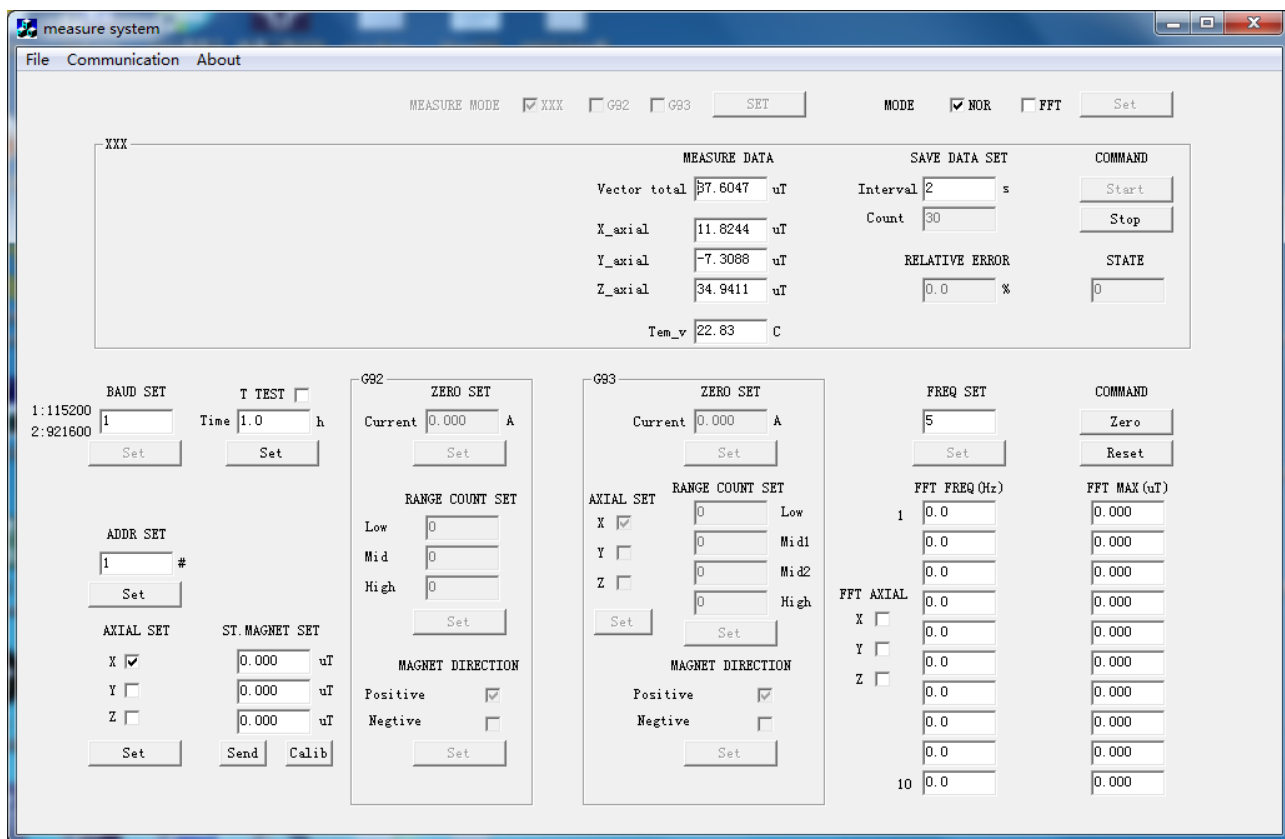 measure system
File Communication About
MEASURE MODE XXX G92 G93 SET MODE NOR FFT Set
XXX
MEASURE DATA SAVE DATA SET COMMAND
Vector total 37.6047 uT Interval 2 s Start
Count 30 Stop
X_axial 11.8244 uT
Y_axial -7.3088 uT RELATIVE ERROR STATE
Z_axial 34.9411 uT 0.0 % 0
Tem_v 22.83 C
BAUD SET
1:115200
2:921600
1
Set
T TEST
Time 1.0 h
Set
ADDR SET
1 #
Set
AXIAL SET
X
Y
Z
Set
ST.MAGNET SET
0.000 uT
0.000 uT
0.000 uT
Send Calib
G92
ZERO SET
Current 0.000 A
Set
RANGE COUNT SET
Low 0
Mid 0
High 0
Set
MAGNET DIRECTION
Positive
Negtive
Set
G93
ZERO SET
Current 0.000 A
Set
AXIAL SET
X
Y
Z
Set
RANGE COUNT SET
0 Low
0 Mid1
0 Mid2
0 High
Set
MAGNET DIRECTION
Positive
Negtive
Set
FREQ SET
5
Set
COMMAND
Zero
Reset
FFT AXIAL
X
Y
Z
FFT FREQ(Hz) FFT MAX(uT)
1 0.0 0.000
0.0 0.000
0.0 0.000
0.0 0.000
0.0 0.000
0.0 0.000
0.0 0.000
0.0 0.000
0.0 0.000
10 0.0 0.000